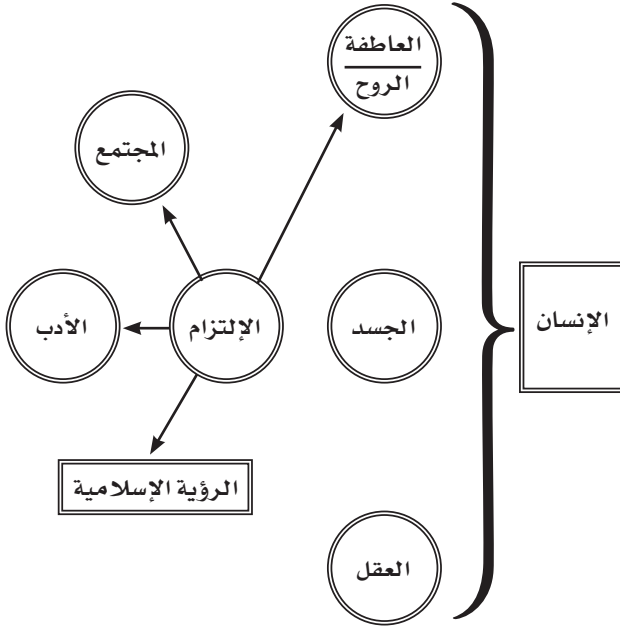 العاطفة
الروح
المجتمع
الإنسان
الجسد
الإلتزام
الأدب
الرؤية الإسلامية
العقل